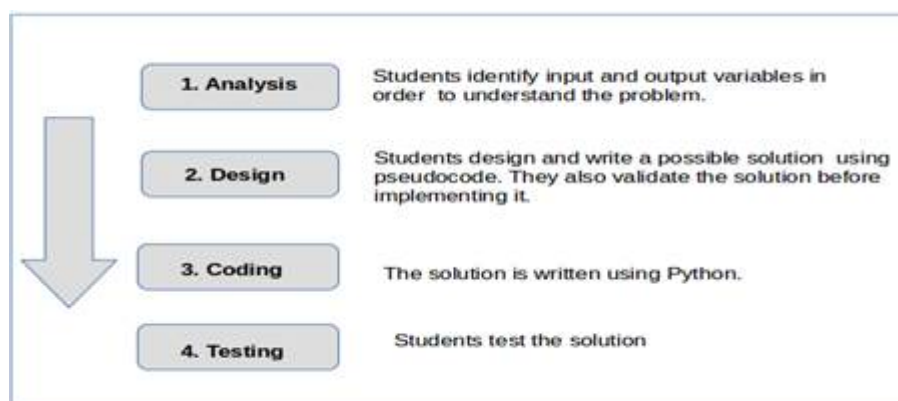 1. Analysis
Students identify input and output variables in
order to understand the problem.
2. Design
Students design and write a possible solution using
pseudocode. They also validate the solution before
implementing it.
3. Coding
The solution is written using Python.
4. Testing
Students test the solution